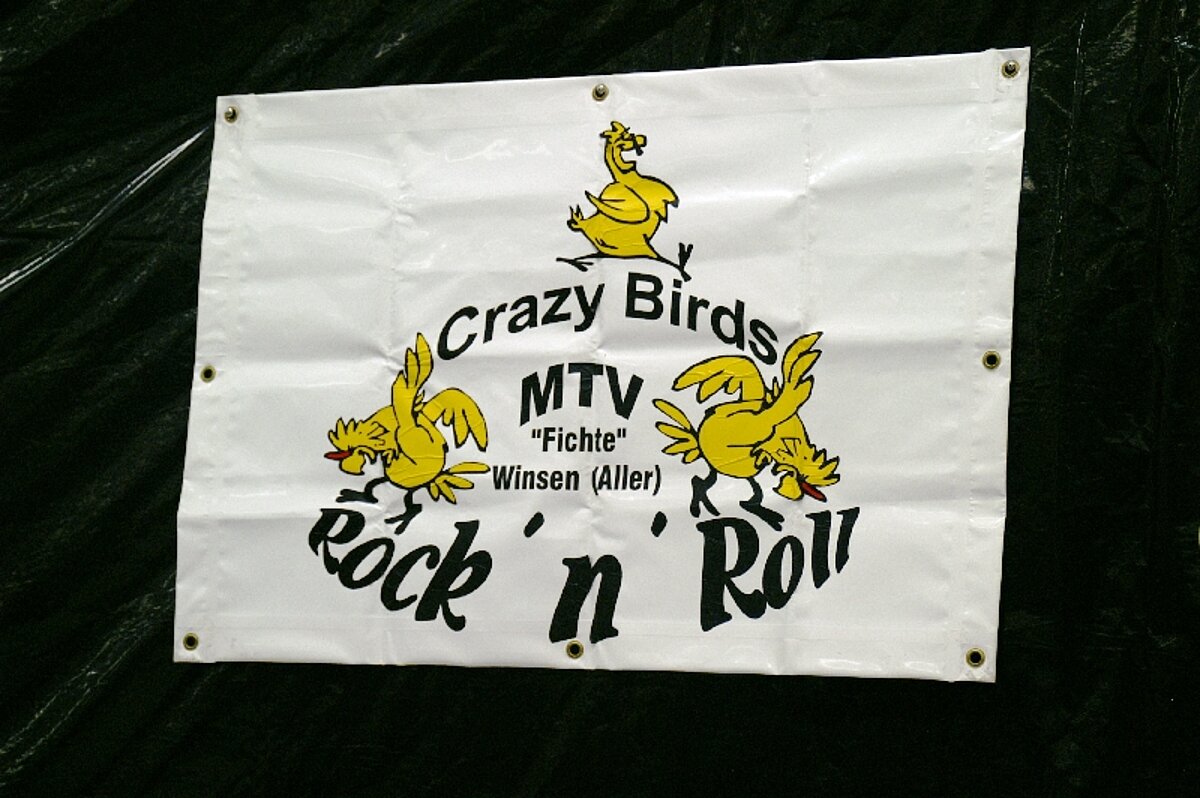 Crazy Birds
MTV
"Fichte"
Winsen (Aller)
Rock ' n ' Roll